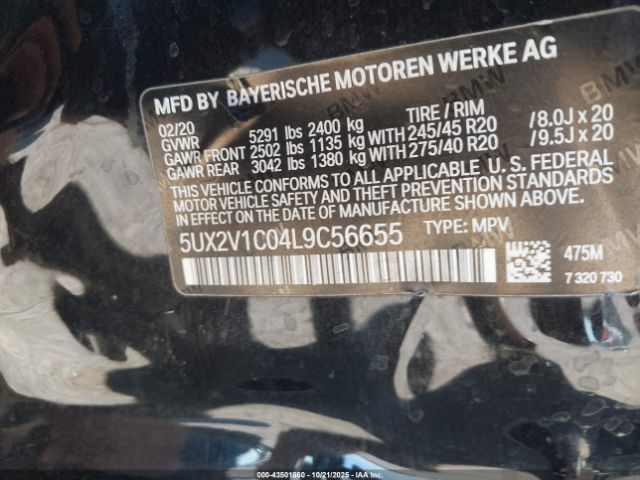 MFD BY BAYERISCHE MOTOREN WERKE AG
02/20 TIRE / RIM
GVWR 5291 lbs 2400 kg
GAWR FRONT 2502 lbs 1135 kg WITH 245/45 R20 /8.0J x 20
GAWR REAR 3042 lbs 1380 kg WITH 275/40 R20 /9.5J x 20
THIS VEHICLE CONFORMS TO ALL APPLICABLE U. S. FEDERAL
MOTOR VEHICLE SAFETY AND THEFT PREVENTION STANDARDS
IN EFFECT ON THE DATE OF MANUFACTURE SHOWN ABOVE.
5UX2V1C04L9C56655 TYPE: MPV
475M
7 320 730
000-43501860 - 10/21/2025 - Copyright © IAA. All Rights Reserved.